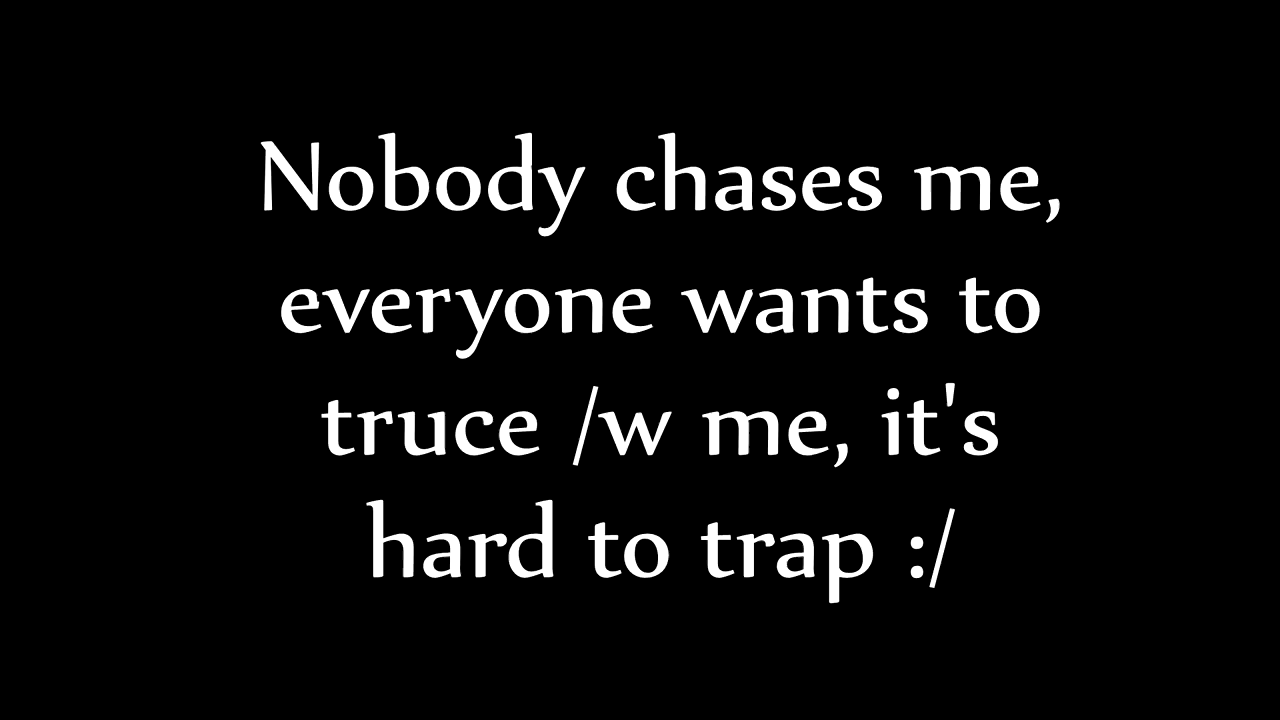 Nobody chases me,
everyone wants to
truce /w me, it's
hard to trap :/